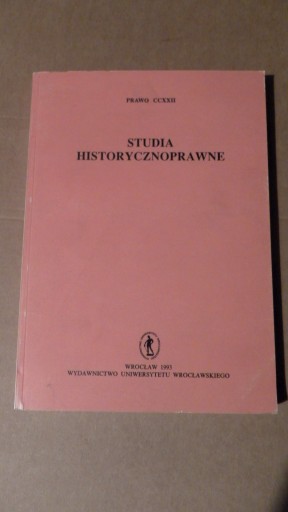 PRAWO CCXXII
STUDIA
HISTORYCZNOPRAWNE
WROCŁAW 1993
WYDAWNICTWO UNIWERSYTETU WROCŁAWSKIEGO